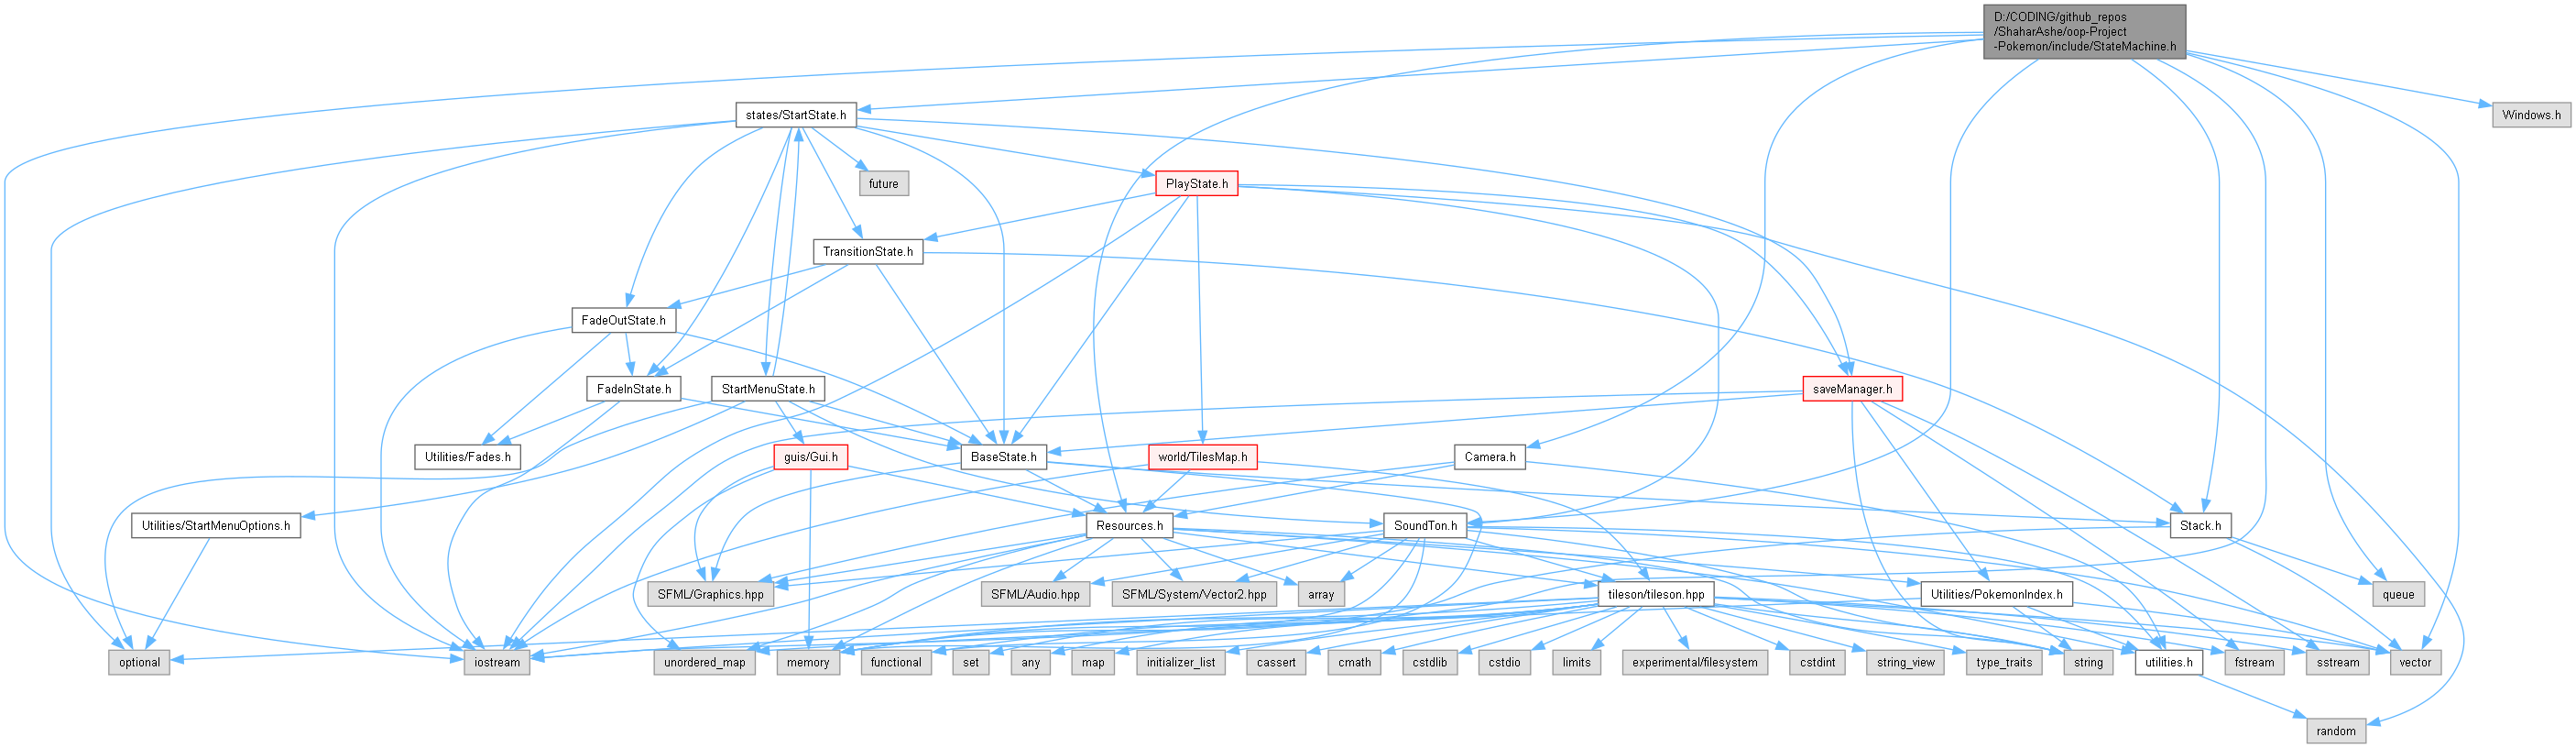 D:/CODING/github_repos
/ShaharAshe/oop-Project
-Pokemon/include/StateMachine.h
states/StartState.h
Windows.h
future
PlayState.h
TransitionState.h
FadeOutState.h
FadeInState.h
StartMenuState.h
saveManager.h
Utilities/Fades.h
guis/Gui.h
BaseState.h
world/TilesMap.h
Camera.h
Utilities/StartMenuOptions.h
Resources.h
SoundTon.h
Stack.h
SFML/Graphics.hpp
SFML/Audio.hpp
SFML/System/Vector2.hpp
array
tileson/tileson.hpp
Utilities/PokemonIndex.h
queue
optional
iostream
unordered_map
memory
functional
set
any
map
initializer_list
cassert
cmath
cstdlib
cstdio
limits
experimental/filesystem
cstdint
string_view
type_traits
string
utilities.h
fstream
sstream
vector
random